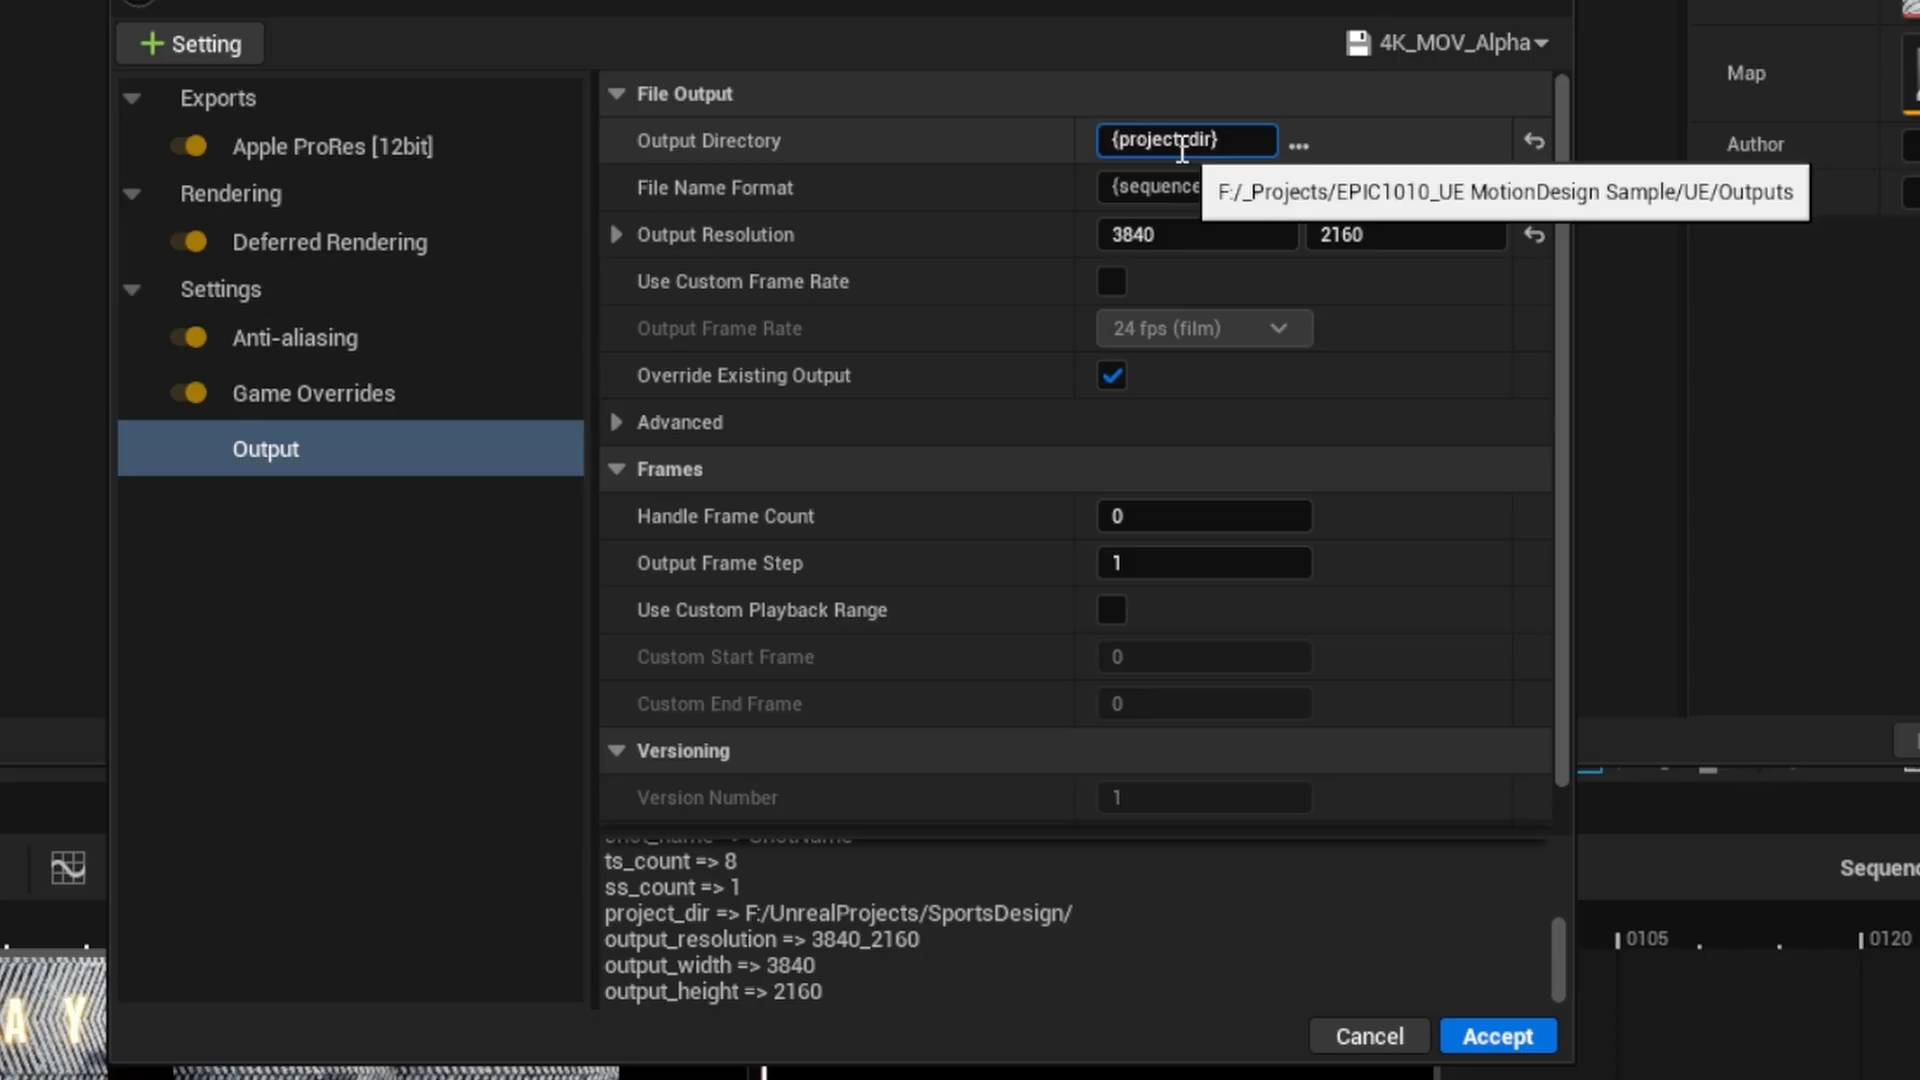 + Setting
4K_MOV_Alpha
Exports
Apple ProRes [12bit]
Rendering
Deferred Rendering
Settings
Anti-aliasing
Game Overrides
Output
File Output
Output Directory
{project_dir}
...
File Name Format
{sequence
F:/_Projects/EPIC1010_UE MotionDesign Sample/UE/Outputs
Output Resolution
3840
2160
Use Custom Frame Rate
Output Frame Rate
24 fps (film)
Override Existing Output
Advanced
Frames
Handle Frame Count
0
Output Frame Step
1
Use Custom Playback Range
Custom Start Frame
0
Custom End Frame
0
Versioning
Version Number
1
ts_count => 8
ss_count => 1
project_dir => F:/UnrealProjects/SportsDesign/
output_resolution => 3840_2160
output_width => 3840
output_height => 2160
Cancel
Accept
Map
Author
Sequenc
0105
0120
A Y